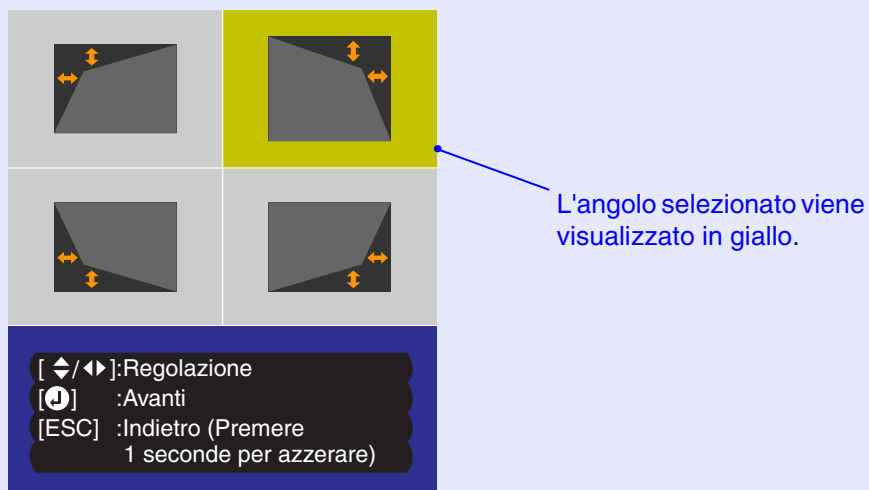 L'angolo selezionato viene
visualizzato in giallo.
[ / ]:Regolazione
[ ] :Avanti
[ESC] :Indietro (Premere
1 seconde per azzerare)